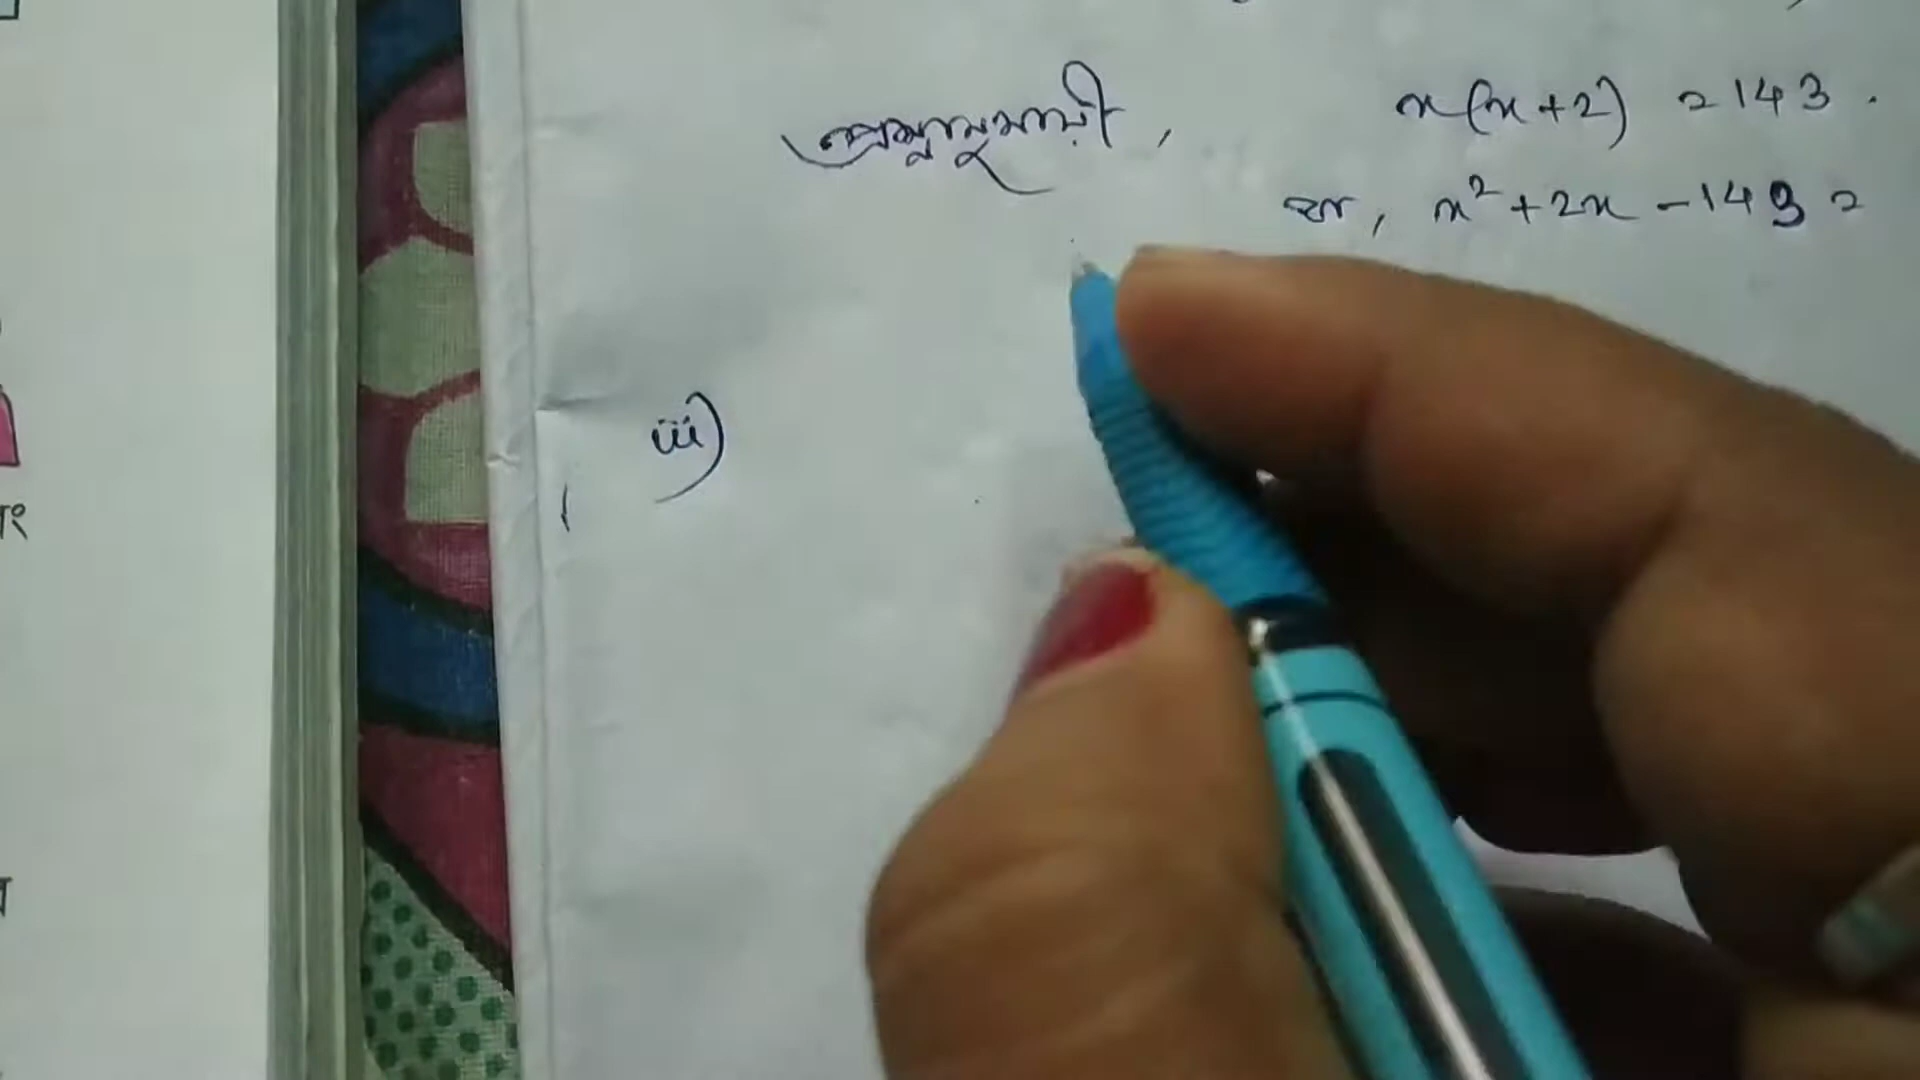 প্রশ্নানুসারী, x(x+2) = 143.
বা, x²+2x -143 =
iii)